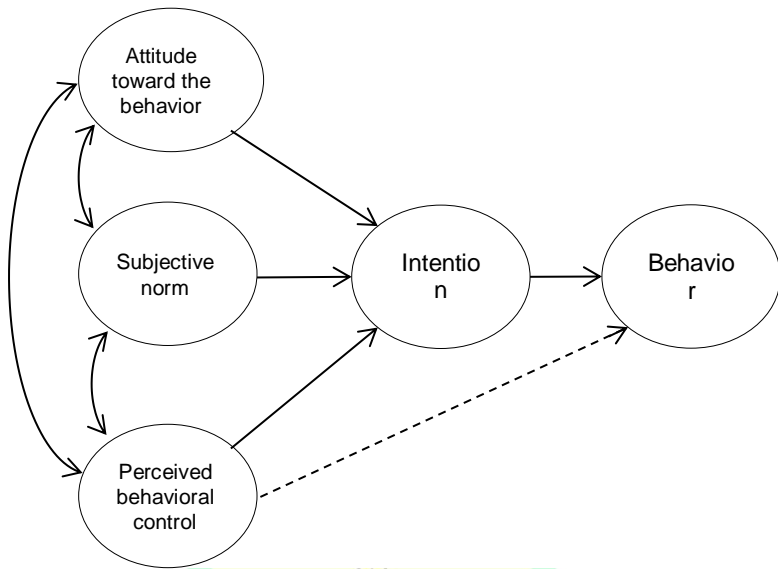 Attitude
toward the
behavior
Subjective
norm
Intentio
n
Behavio
r
Perceived
behavioral
control